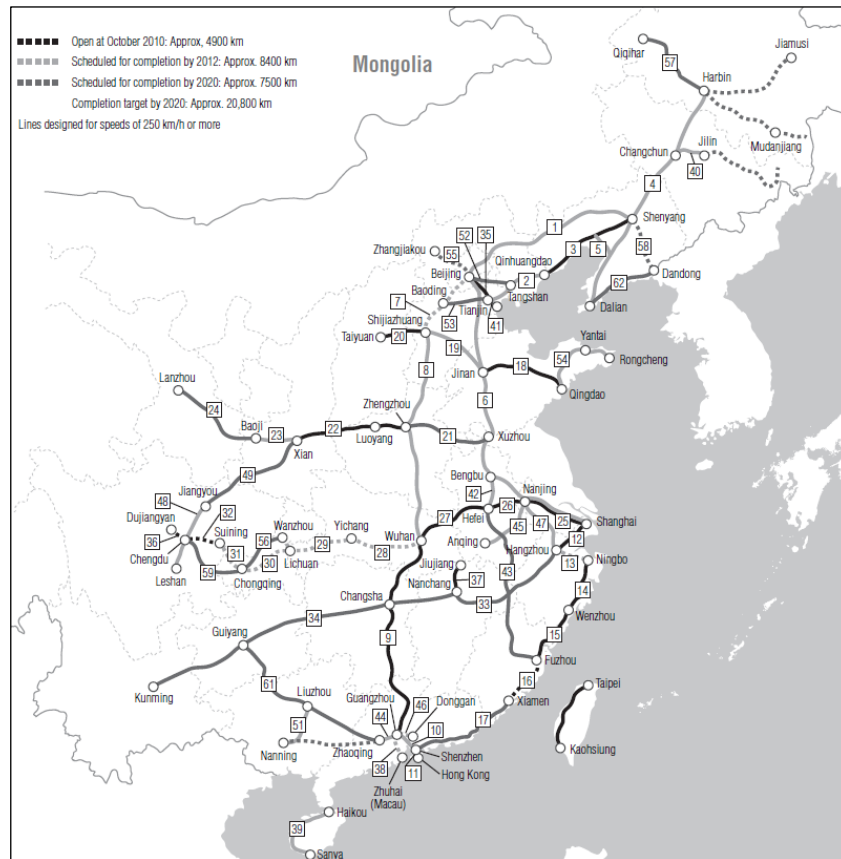 Open at October 2010: Approx, 4900 km
Scheduled for completion by 2012: Approx. 8400 km
Scheduled for completion by 2020: Approx. 7500 km
Completion target by 2020: Approx. 20,800 km
Lines designed for speeds of 250 km/h or more
Mongolia
Qiqihar
57
Jiamusi
Harbin
Mudanjiang
Changchun
Jilin
40
4
Shenyang
1
52
35
Zhangjiakou
55
Qinhuangdao
3
5
58
Beijing
2
Dandong
62
Baoding
Tangshan
Tianjin
Dalian
7
53
41
Shijiazhuang
Taiyuan
20
19
Yantai
54
Rongcheng
8
Jinan
18
Qingdao
Lanzhou
24
6
Zhengzhou
Baoji
23
22
Luoyang
21
Xuzhou
Xian
49
Bengbu
48
Jiangyou
42
Nanjing
32
Dujiangyan
Suining
Wanzhou
27
26
Hefei
25
Shanghai
36
56
Yichang
Wuhan
45
47
12
31
29
Anqing
Hangzhou
Chengdu
Lichuan
28
13
Ningbo
30
Jiujiang
Leshan
59
Chongqing
37
43
Nanchang
14
Changsha
33
34
Wenzhou
Guiyang
9
15
Fuzhou
61
16
Taipei
Kunming
Liuzhou
Guangzhou
46
Donggan
Xiamen
44
10
17
51
Nanning
Zhaoqing
Shenzhen
Kaohsiung
38
11
Hong Kong
Zhuhai
(Macau)
Haikou
39
Sanya